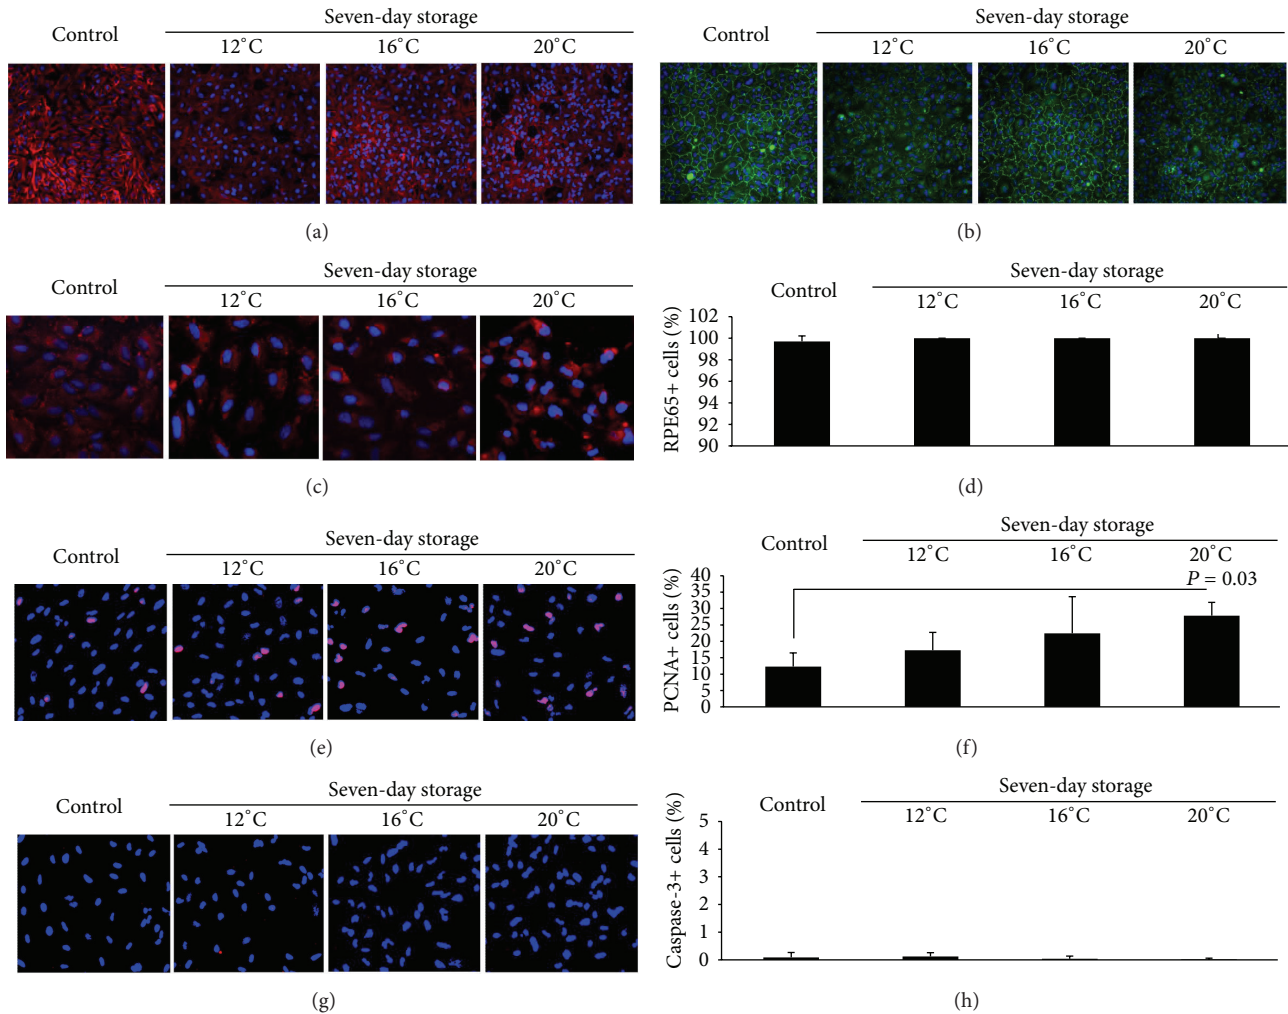 Seven-day storage
Control
12°C 16°C 20°C
(a)
Seven-day storage
Control
12°C 16°C 20°C
(b)
Seven-day storage
Control
12°C 16°C 20°C
(c)
Seven-day storage
Control
12°C 16°C 20°C
RPE65+ cells (%)
102
100
98
96
94
92
90
(d)
Seven-day storage
Control
12°C 16°C 20°C
(e)
Seven-day storage
Control
12°C 16°C 20°C
P = 0.03
PCNA+ cells (%)
40
35
30
25
20
15
10
5
0
(f)
Seven-day storage
Control
12°C 16°C 20°C
(g)
Seven-day storage
Control
12°C 16°C 20°C
Caspase-3+ cells (%)
5
4
3
2
1
0
(h)